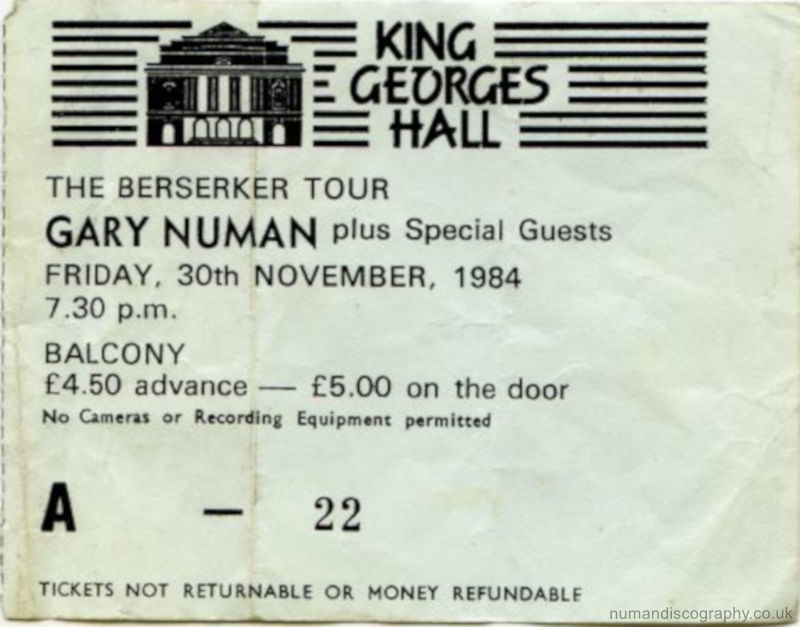 KING
GEORGES
HALL
THE BERSERKER TOUR
GARY NUMAN plus Special Guests
FRIDAY, 30th NOVEMBER, 1984
7.30 p.m.
BALCONY
£4.50 advance — £5.00 on the door
No Cameras or Recording Equipment permitted
A — 22
TICKETS NOT RETURNABLE OR MONEY REFUNDABLE
numandiscography.co.uk